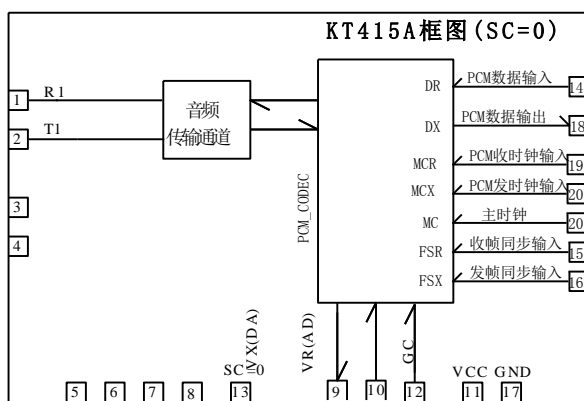 KT415A框图(SC=0)
1
R1
2
T1
3
4
音频
传输通道
PCM_CODEC
DR
PCM数据输入
14
DX
PCM数据输出
18
MCR
PCM收时钟输入
19
MCX
PCM发时钟输入
20
MC
主时钟
20
FSR
收帧同步输入
15
FSX
发帧同步输入
16
VX(DA)
VR(AD)
GC
SC=0
VCC GND
5
6
7
8
13
9
10
12
11
17